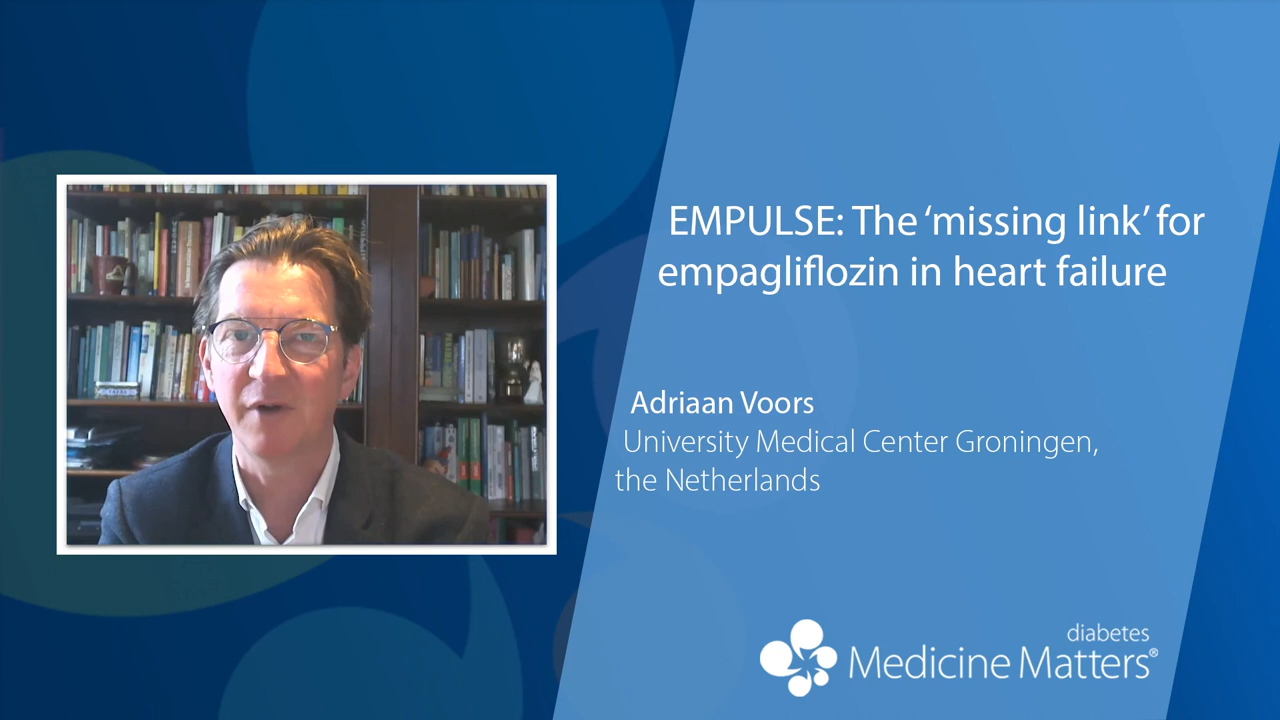 EMPULSE: The ‘missing link’ for
empagliflozin in heart failure
Adriaan Voors
University Medical Center Groningen,
the Netherlands
diabetes
Medicine Matters®